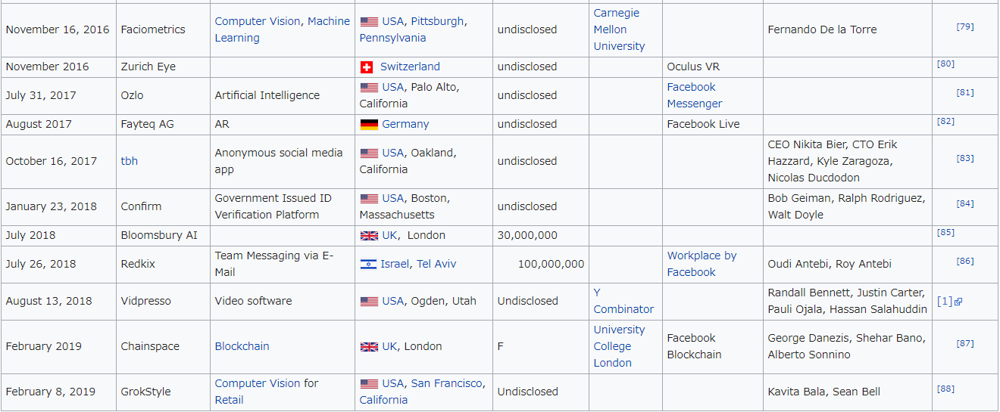 November 16, 2016 Faciometrics Computer Vision, Machine Learning USA, Pittsburgh, Pennsylvania undisclosed Carnegie Mellon University Fernando De la Torre [79]
November 2016 Zurich Eye Switzerland undisclosed Oculus VR [80]
July 31, 2017 Ozlo Artificial Intelligence USA, Palo Alto, California undisclosed Facebook Messenger [81]
August 2017 Fayteq AG AR Germany undisclosed Facebook Live [82]
October 16, 2017 tbh Anonymous social media app USA, Oakland, California undisclosed CEO Nikita Bier, CTO Erik Hazzard, Kyle Zaragoza, Nicolas Ducdodon [83]
January 23, 2018 Confirm Government Issued ID Verification Platform USA, Boston, Massachusetts undisclosed Bob Geiman, Ralph Rodriguez, Walt Doyle [84]
July 2018 Bloomsbury AI UK, London 30,000,000 [85]
July 26, 2018 Redkix Team Messaging via E-Mail Israel, Tel Aviv 100,000,000 Workplace by Facebook Oudi Antebi, Roy Antebi [86]
August 13, 2018 Vidpresso Video software USA, Ogden, Utah Undisclosed Y Combinator Randall Bennett, Justin Carter, Pauli Ojala, Hassan Salahuddin [1]
February 2019 Chainspace Blockchain UK, London F University College London Facebook Blockchain George Danezis, Shehar Bano, Alberto Sonnino [87]
February 8, 2019 GrokStyle Computer Vision for Retail USA, San Francisco, California Undisclosed Kavita Bala, Sean Bell [88]